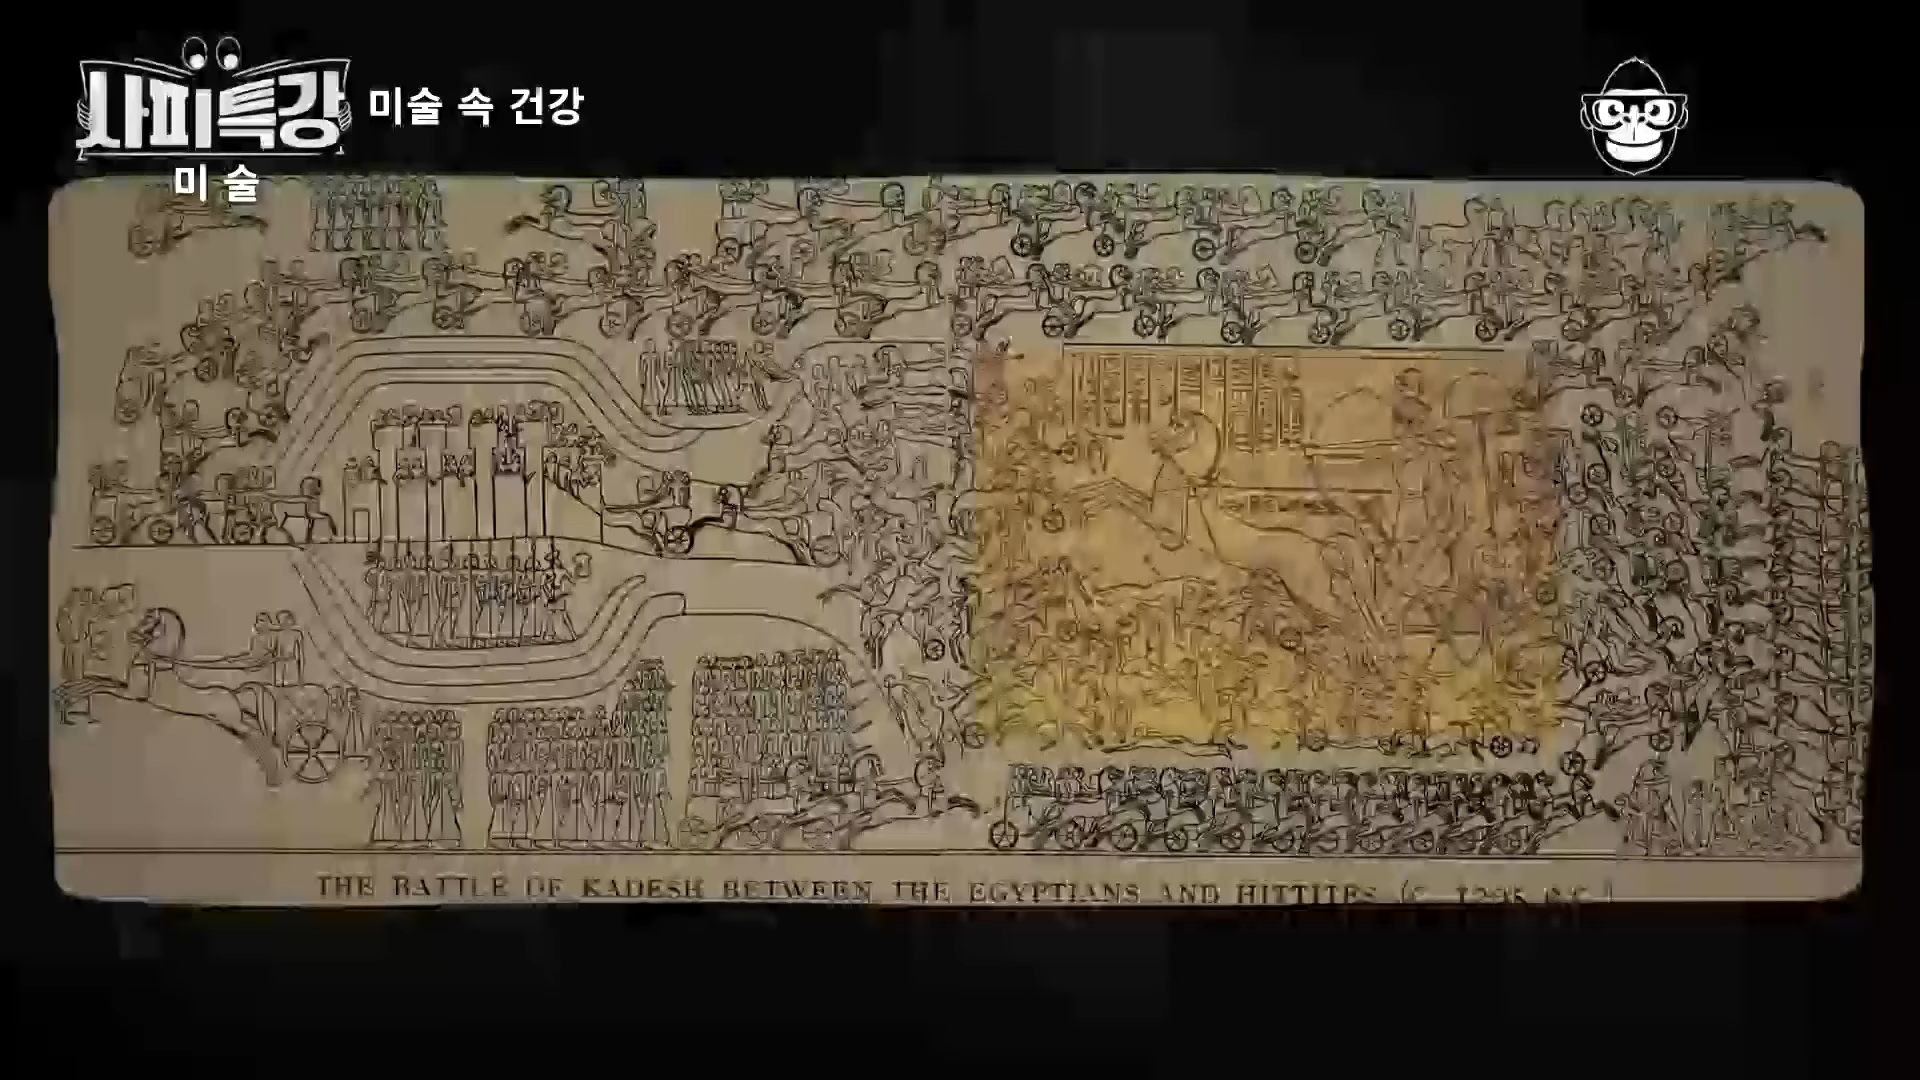 사피특강 미술 속 건강
미술
THE BATTLE OF KADESH BETWEEN THE EGYPTIANS AND HITTITES